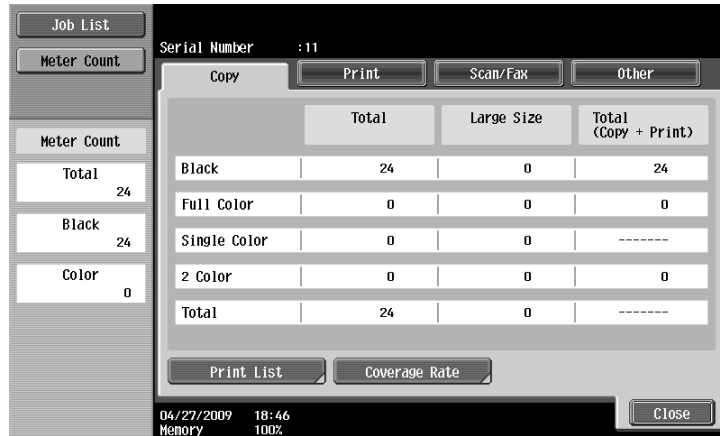 Job List
Meter Count
Serial Number :11
Copy Print Scan/Fax Other
Meter Count
Total
24
Black
24
Color
0
Total Large Size Total
(Copy + Print)
Black 24 0 24
Full Color 0 0 0
Single Color 0 0 -------
2 Color 0 0 0
Total 24 0 -------
Print List Coverage Rate
04/27/2009 18:46
Memory 100%
Close